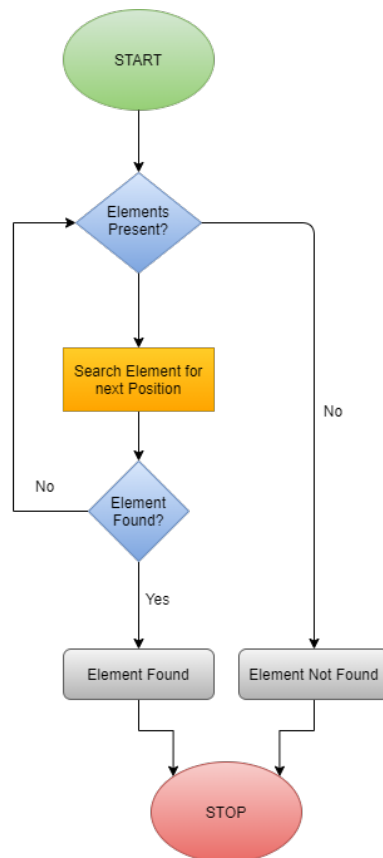 START
Elements
Present?
Search Element for
next Position
No
No
Element
Found?
Yes
Element Found
Element Not Found
STOP